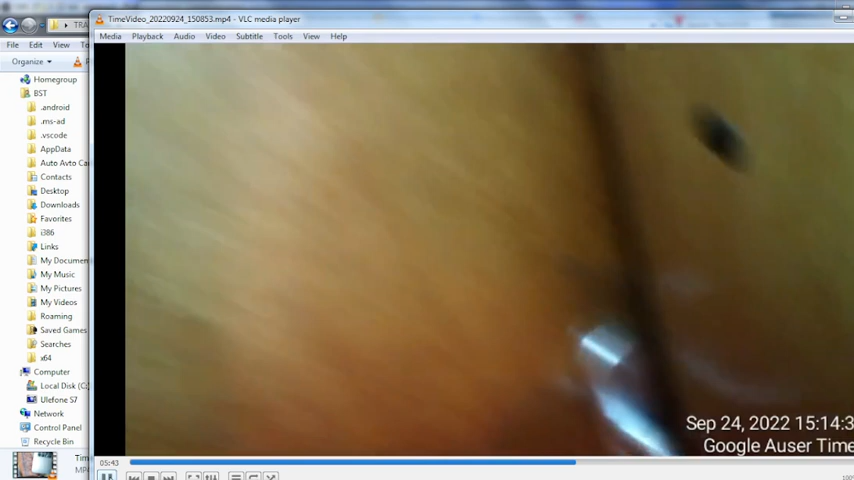 TimeVideo_20220924_150853.mp4 - VLC media player
Media Playback Audio Video Subtitle Tools View Help
File Edit View
Organize
Homegroup
BST
.android
.ms-ad
.vscode
AppData
Auto Avto Ca
Contacts
Desktop
Downloads
Favorites
i386
Links
My Documen
My Music
My Pictures
My Videos
Roaming
Saved Games
Searches
x64
Computer
Local Disk (C:)
Ulefone S7
Network
Control Panel
Recycle Bin
Sep 24, 2022 15:14:3
Google Auser Time
05:43